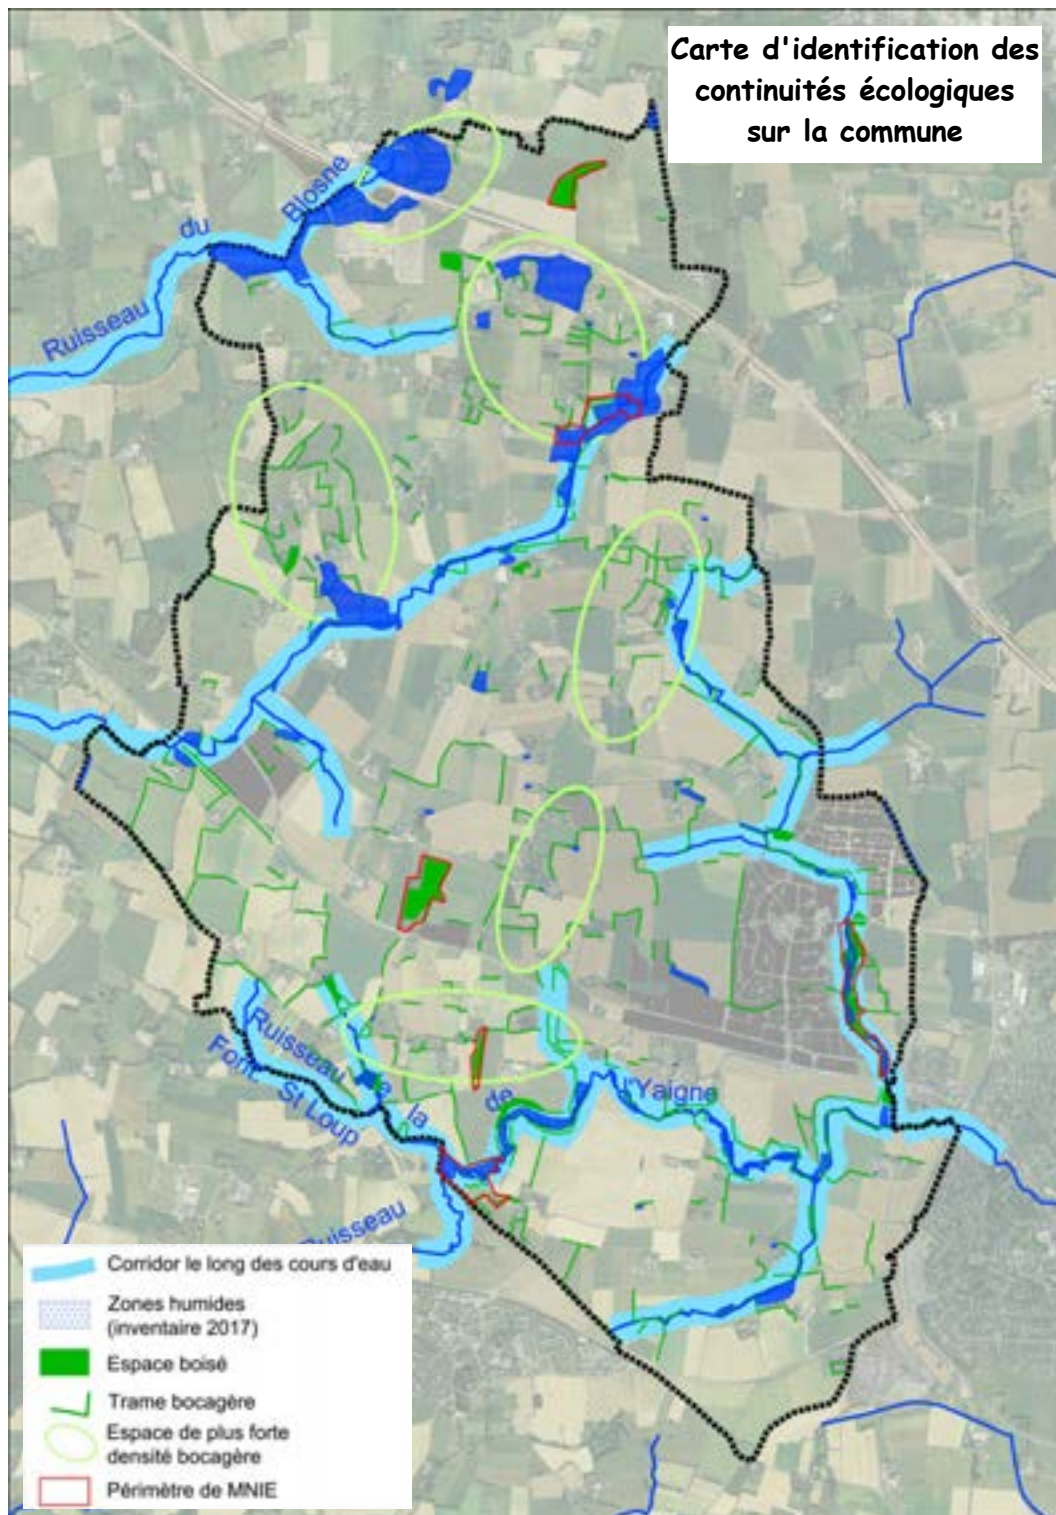 Carte d'identification des
continuités écologiques
sur la commune
Ruisseau du Blosne
Ruisseau de la
Font St Loup
de l'Yaigne
Ruisseau
Corridor le long des cours d'eau
Zones humides
(inventaire 2017)
Espace boisé
Trame bocagère
Espace de plus forte
densité bocagère
Périmètre de MNIE